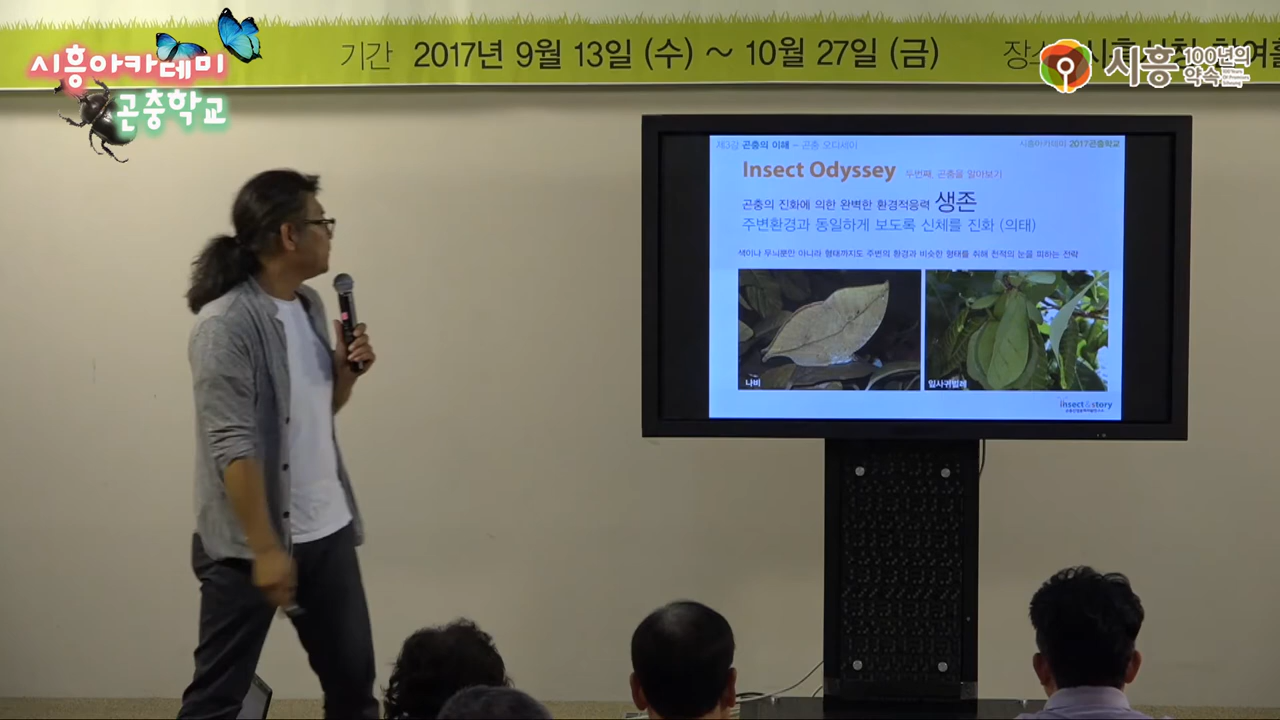 기간 2017년 9월 13일 (수) ~ 10월 27일 (금)
시흥아카데미
곤충학교
시흥 100년의 약속
제3강 곤충의 이해 - 곤충 오디세이
시흥아카데미 2017곤충학교
Insect Odyssey 두번째, 곤충을 알아보기
곤충의 진화에 의한 완벽한 환경적응력 생존
주변환경과 동일하게 보도록 신체를 진화 (의태)
색이나 무늬뿐만 아니라 형태까지도 주변의 환경과 비슷한 형태를 취해 천적의 눈을 피하는 전략
나비
잎사귀벌레
insect & story